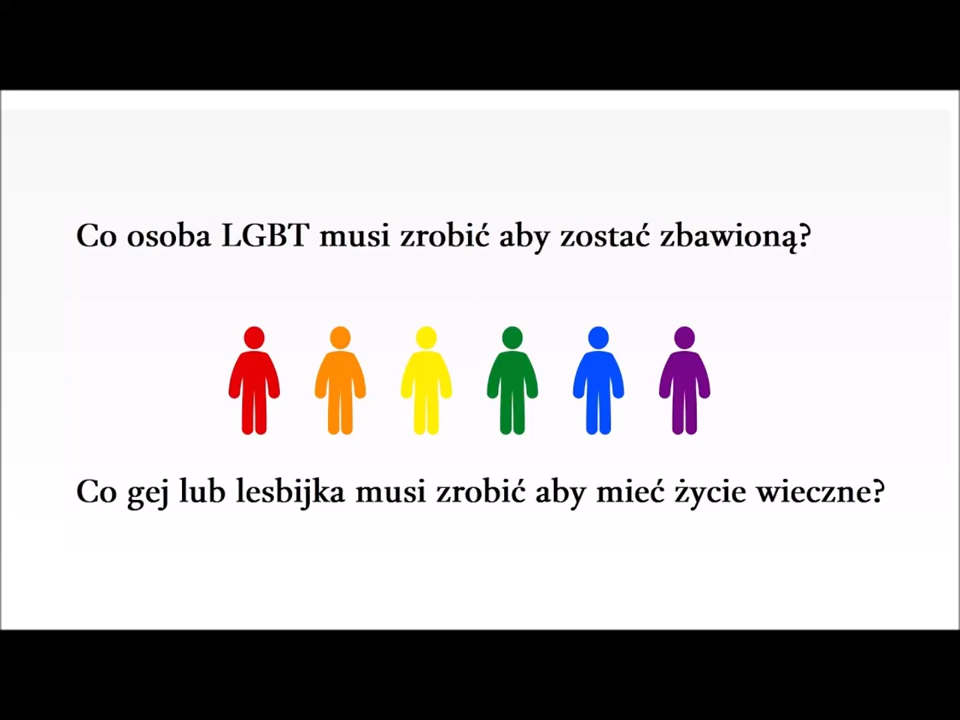 Co osoba LGBT musi zrobić aby zostać zbawioną?
Co gej lub lesbijka musi zrobić aby mieć życie wieczne?